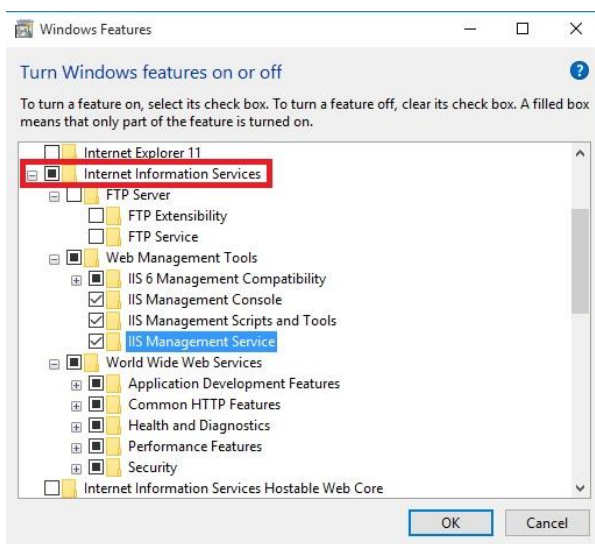 Windows Features
Turn Windows features on or off
To turn a feature on, select its check box. To turn a feature off, clear its check box. A filled box
means that only part of the feature is turned on.
Internet Explorer 11
Internet Information Services
FTP Server
FTP Extensibility
FTP Service
Web Management Tools
IIS 6 Management Compatibility
IIS Management Console
IIS Management Scripts and Tools
IIS Management Service
World Wide Web Services
Application Development Features
Common HTTP Features
Health and Diagnostics
Performance Features
Security
Internet Information Services Hostable Web Core
OK Cancel